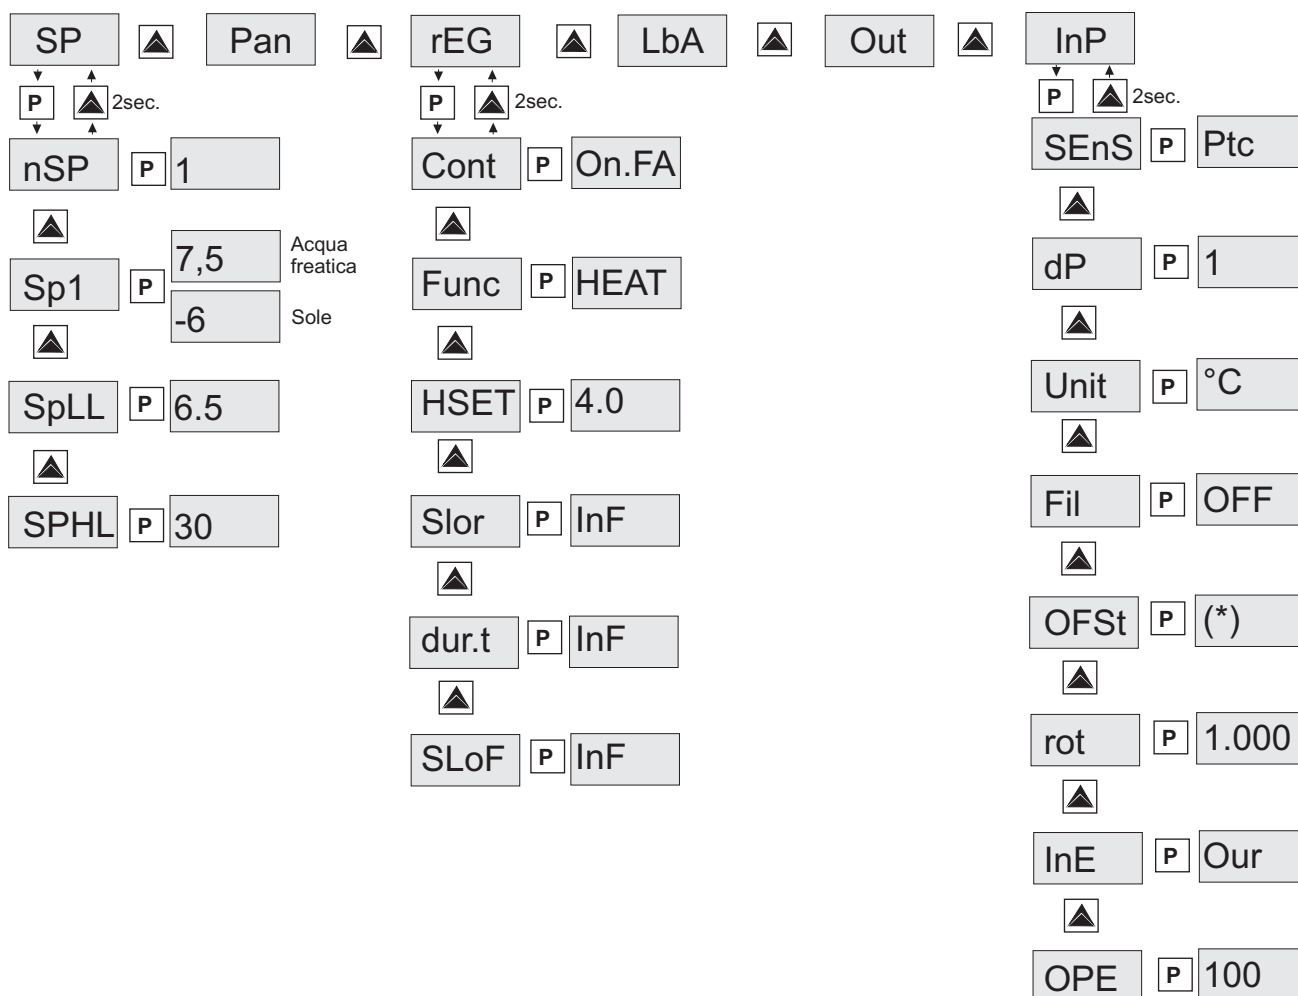 SP Pan rEG LbA Out InP
P 2sec.
nSP P 1
Sp1 P 7,5 Acqua
freatica
-6 Sole
SpLL P 6.5
SPHL P 30
P 2sec.
Cont P On.FA
Func P HEAT
HSET P 4.0
Slor P InF
dur.t P InF
SLoF P InF
P 2sec.
SEnS P Ptc
dP P 1
Unit P °C
Fil P OFF
OFSt P (*)
rot P 1.000
InE P Our
OPE P 100